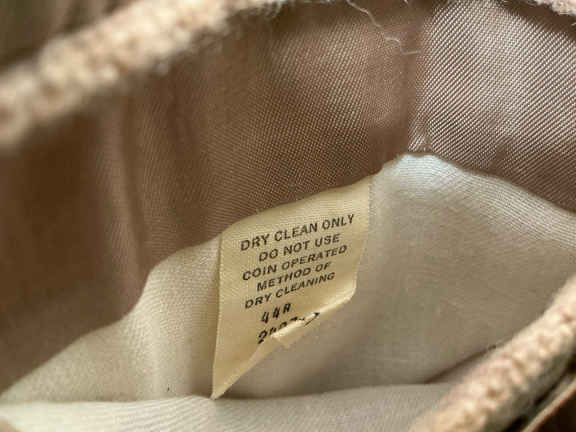 DRY CLEAN ONLY
DO NOT USE
COIN OPERATED
METHOD OF
DRY CLEANING
44R